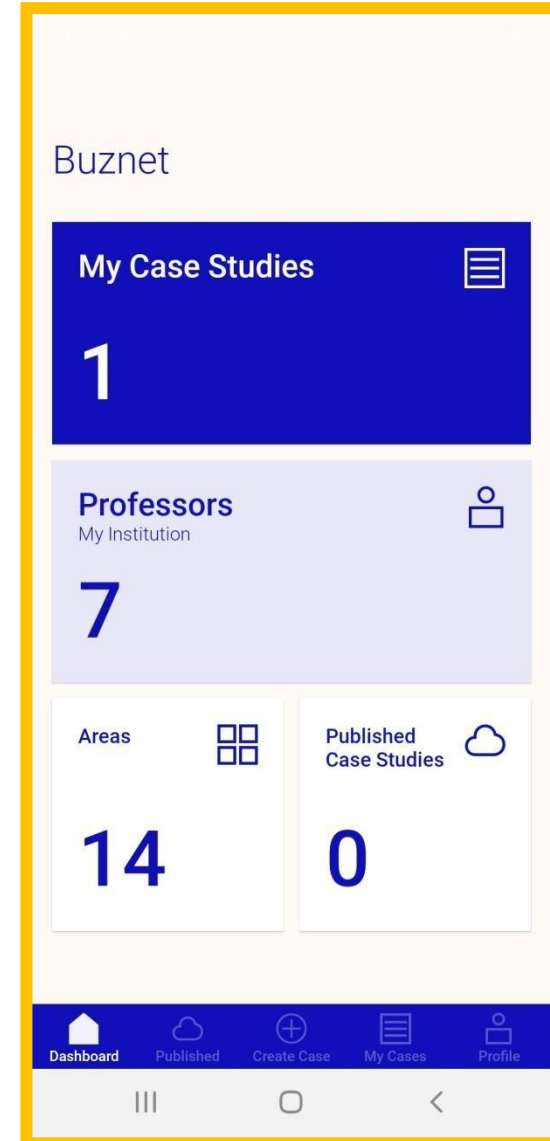 Buznet
My Case Studies
1
Professors
My Institution
7
Areas
14
Published
Case Studies
0
Dashboard
Published
Create Case
My Cases
Profile